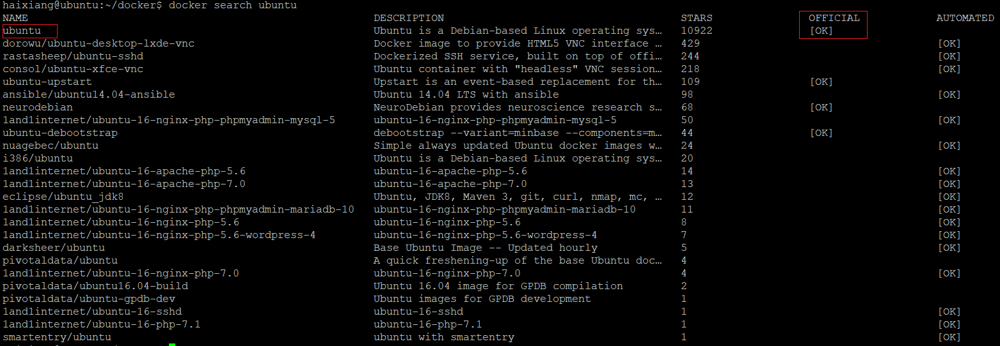 haixiang@ubuntu:~/docker$ docker search ubuntu
NAME DESCRIPTION STARS OFFICIAL AUTOMATED
ubuntu Ubuntu is a Debian-based Linux operating sys… 10922 [OK]
dorowu/ubuntu-desktop-lxde-vnc Docker image to provide HTML5 VNC interface … 429 [OK]
rastasheep/ubuntu-sshd Dockerized SSH service, built on top of offi… 244 [OK]
consol/ubuntu-xfce-vnc Ubuntu container with "headless" VNC session… 218 [OK]
ubuntu-upstart Upstart is an event-based replacement for th… 109 [OK]
ansible/ubuntu14.04-ansible Ubuntu 14.04 LTS with ansible 98 [OK]
neurodebian NeuroDebian provides neuroscience research s… 68 [OK]
1and1internet/ubuntu-16-nginx-php-phpmyadmin-mysql-5 ubuntu-16-nginx-php-phpmyadmin-mysql-5 50 [OK]
ubuntu-debootstrap debootstrap --variant=minbase --components=m… 44 [OK]
nuagebec/ubuntu Simple always updated Ubuntu docker images w… 24 [OK]
i386/ubuntu Ubuntu is a Debian-based Linux operating sys… 20
1and1internet/ubuntu-16-apache-php-5.6 ubuntu-16-apache-php-5.6 14 [OK]
1and1internet/ubuntu-16-apache-php-7.0 ubuntu-16-apache-php-7.0 13 [OK]
eclipse/ubuntu_jdk8 Ubuntu, JDK8, Maven 3, git, curl, nmap, mc, … 12 [OK]
1and1internet/ubuntu-16-nginx-php-phpmyadmin-mariadb-10 ubuntu-16-nginx-php-phpmyadmin-mariadb-10 11 [OK]
1and1internet/ubuntu-16-nginx-php-5.6 ubuntu-16-nginx-php-5.6 8 [OK]
1and1internet/ubuntu-16-nginx-php-5.6-wordpress-4 ubuntu-16-nginx-php-5.6-wordpress-4 7 [OK]
darksheer/ubuntu Base Ubuntu Image -- Updated hourly 5 [OK]
pivotaldata/ubuntu A quick freshening-up of the base Ubuntu doc… 4
1and1internet/ubuntu-16-nginx-php-7.0 ubuntu-16-nginx-php-7.0 4 [OK]
pivotaldata/ubuntu16.04-build Ubuntu 16.04 image for GPDB compilation 2
pivotaldata/ubuntu-gpdb-dev Ubuntu images for GPDB development 1
1and1internet/ubuntu-16-sshd ubuntu-16-sshd 1 [OK]
1and1internet/ubuntu-16-php-7.1 ubuntu-16-php-7.1 1 [OK]
smartentry/ubuntu ubuntu with smartentry 1 [OK]